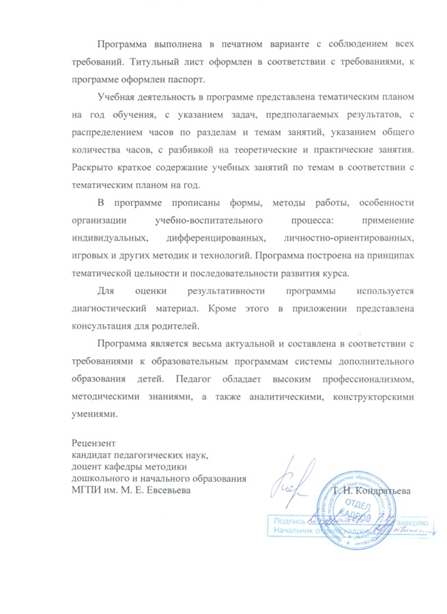 Программа выполнена в печатном варианте с соблюдением всех
требований. Титульный лист оформлен в соответствии с требованиями, к
программе оформлен паспорт.
Учебная деятельность в программе представлена тематическим планом
на год обучения, с указанием задач, предполагаемых результатов, с
распределением часов по разделам и темам занятий, указанием общего
количества часов, с разбивкой на теоретические и практические занятия.
Раскрыто краткое содержание учебных занятий по темам в соответствии с
тематическим планом на год.
В программе прописаны формы, методы работы, особенности
организации учебно-воспитательного процесса: применение
индивидуальных, дифференцированных, личностно-ориентированных,
игровых и других методик и технологий. Программа построена на принципах
тематической цельности и последовательности развития курса.
Для оценки результативности программы используется
диагностический материал. Кроме этого в приложении представлена
консультация для родителей.
Программа является весьма актуальной и составлена в соответствии с
требованиями к образовательным программам системы дополнительного
образования детей. Педагог обладает высоким профессионализмом,
методическими знаниями, а также аналитическими, конструкторскими
умениями.
Рецензент
кандидат педагогических наук,
доцент кафедры методики
дошкольного и начального образования
МГПИ им. М. Е. Евсевьева
Т. Н. Кондратьева
ОТДЕЛ
КАДРОВ
Подпись заверяю
Начальник отдела кадров